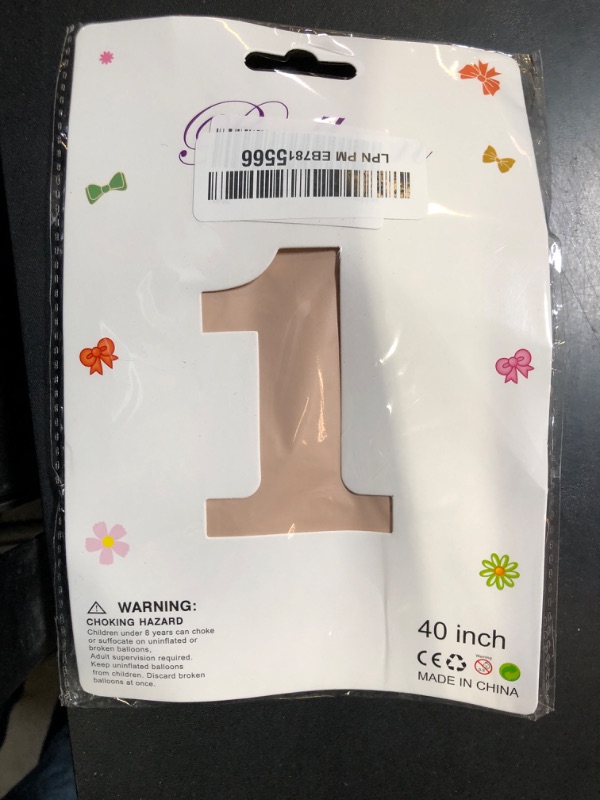 LPN PM EB7815566
1
WARNING:
CHOKING HAZARD
Children under 8 years can choke
or suffocate on uninflated or
broken balloons,
Adult supervision required.
Keep uninflated balloons
from children. Discard broken
balloons at once.
40 inch
CE
MADE IN CHINA